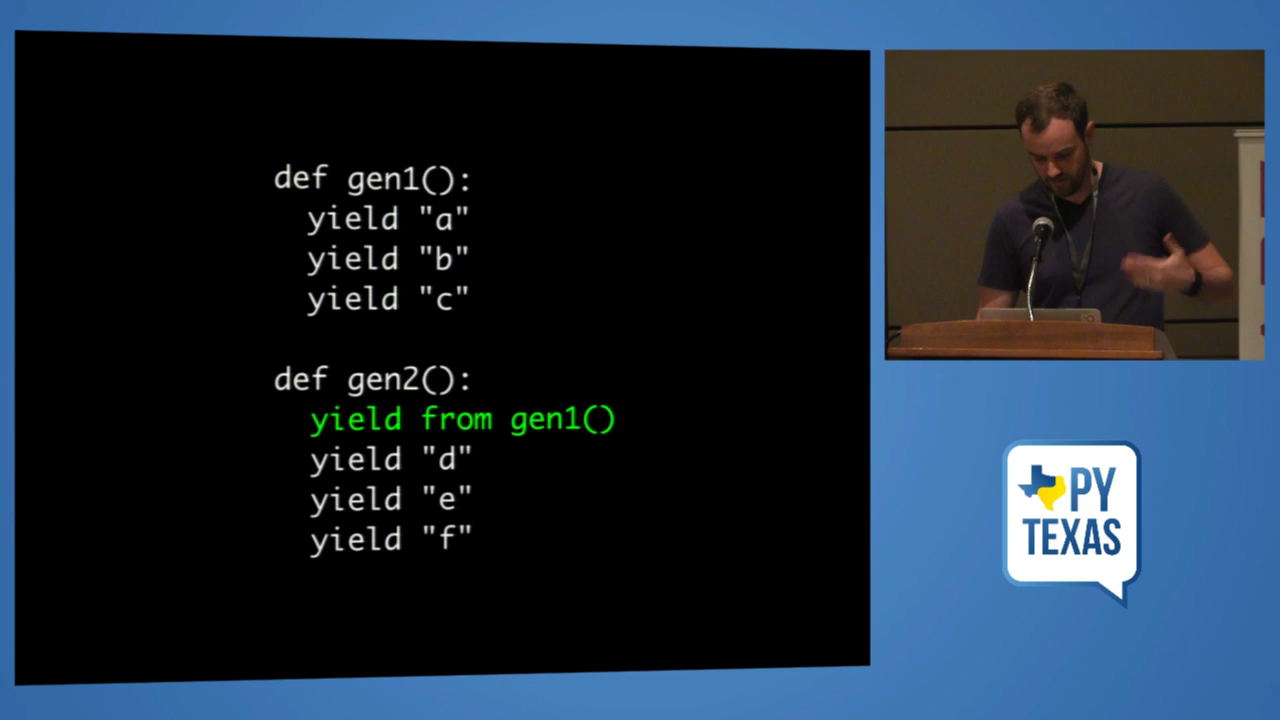 def gen1():
  yield "a"
  yield "b"
  yield "c"
def gen2():
  yield from gen1()
  yield "d"
  yield "e"
  yield "f"
PY
TEXAS